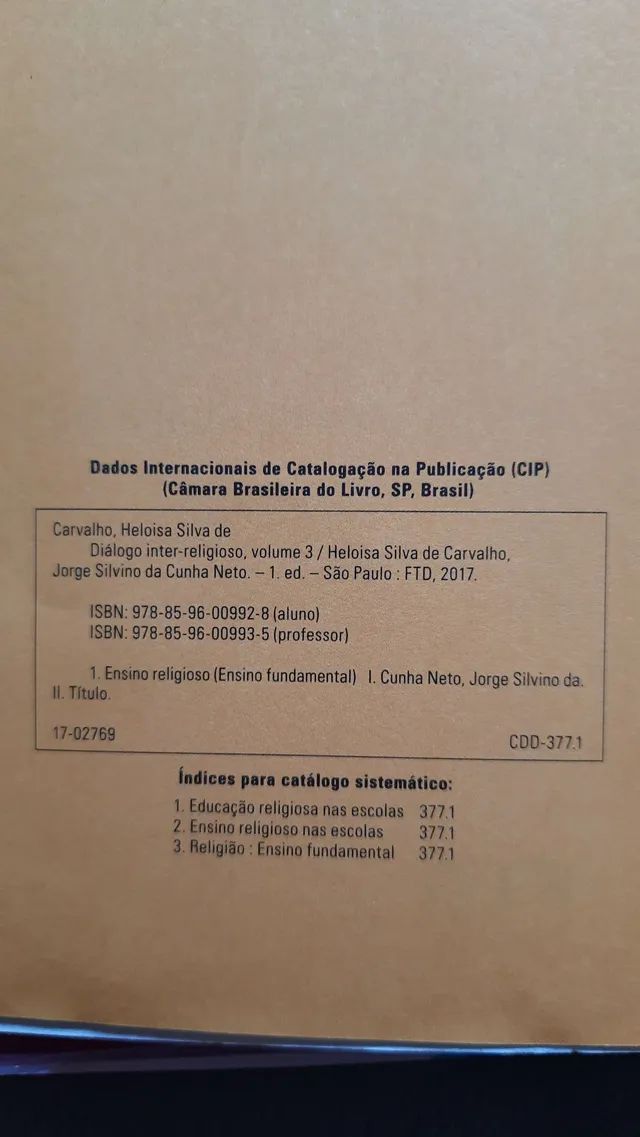 Dados Internacionais de Catalogação na Publicação (CIP)
(Câmara Brasileira do Livro, SP, Brasil)
Carvalho, Heloisa Silva de
Diálogo inter-religioso, volume 3 / Heloisa Silva de Carvalho,
Jorge Silvino da Cunha Neto. – 1. ed. – São Paulo : FTD, 2017.
ISBN: 978-85-96-00992-8 (aluno)
ISBN: 978-85-96-00993-5 (professor)
1. Ensino religioso (Ensino fundamental) I. Cunha Neto, Jorge Silvino da.
II. Título.
17-02769 CDD-377.1
Índices para catálogo sistemático:
1. Educação religiosa nas escolas 377.1
2. Ensino religioso nas escolas 377.1
3. Religião : Ensino fundamental 377.1